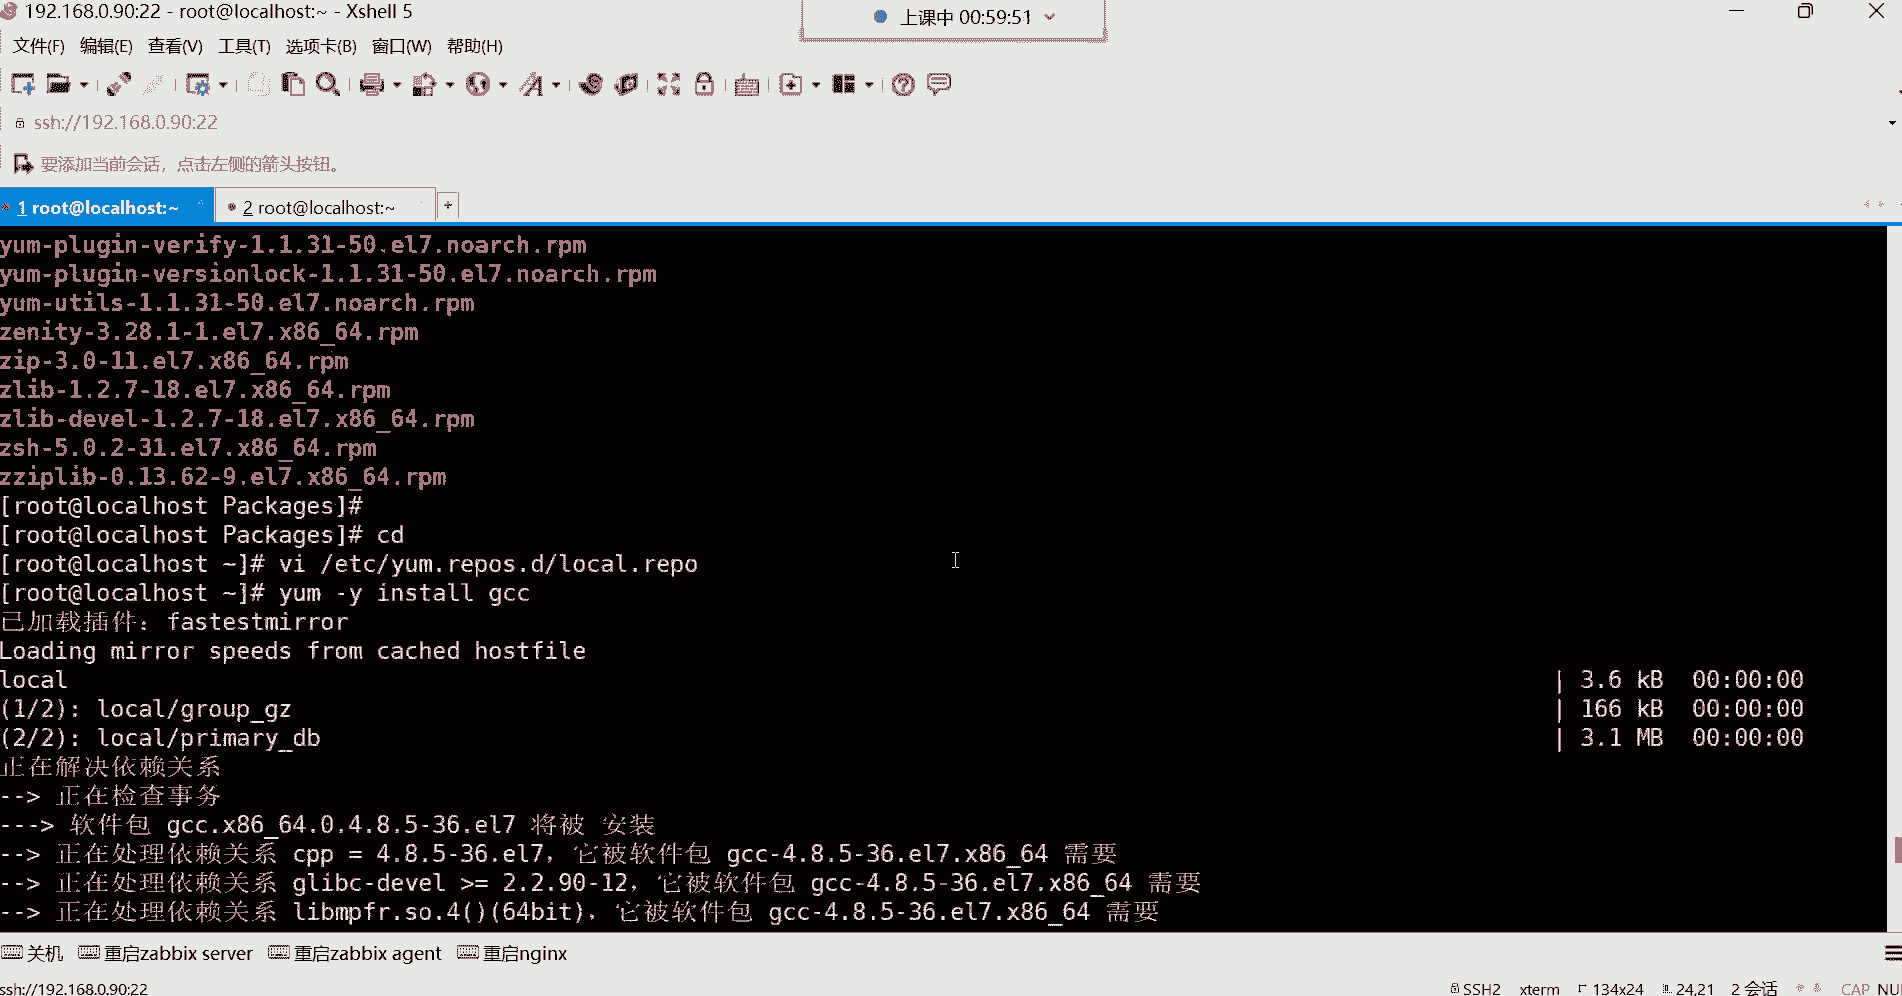 192.168.0.90:22 - root@localhost:~ - Xshell 5
上课中 00:59:51
文件(F) 编辑(E) 查看(V) 工具(T) 选项卡(B) 窗口(W) 帮助(H)
ssh://192.168.0.90:22
要添加当前会话，点击左侧的箭头按钮。
1 root@localhost:~ 2 root@localhost:~ +
yum-plugin-verify-1.1.31-50.el7.noarch.rpm
yum-plugin-versionlock-1.1.31-50.el7.noarch.rpm
yum-utils-1.1.31-50.el7.noarch.rpm
zenity-3.28.1-1.el7.x86_64.rpm
zip-3.0-11.el7.x86_64.rpm
zlib-1.2.7-18.el7.x86_64.rpm
zlib-devel-1.2.7-18.el7.x86_64.rpm
zsh-5.0.2-31.el7.x86_64.rpm
zziplib-0.13.62-9.el7.x86_64.rpm
[root@localhost Packages]#
[root@localhost Packages]# cd
[root@localhost ~]# vi /etc/yum.repos.d/local.repo
[root@localhost ~]# yum -y install gcc
已加载插件：fastestmirror
Loading mirror speeds from cached hostfile
local | 3.6 kB 00:00:00
(1/2): local/group_gz | 166 kB 00:00:00
(2/2): local/primary_db | 3.1 MB 00:00:00
正在解决依赖关系
--> 正在检查事务
---> 软件包 gcc.x86_64.0.4.8.5-36.el7 将被 安装
--> 正在处理依赖关系 cpp = 4.8.5-36.el7，它被软件包 gcc-4.8.5-36.el7.x86_64 需要
--> 正在处理依赖关系 glibc-devel >= 2.2.90-12，它被软件包 gcc-4.8.5-36.el7.x86_64 需要
--> 正在处理依赖关系 libmpfr.so.4()(64bit)，它被软件包 gcc-4.8.5-36.el7.x86_64 需要
关机 重启zabbix server 重启zabbix agent 重启nginx
ssh://192.168.0.90:22 SSH2 xterm 134x24 24,21 2 会话 CAP NU